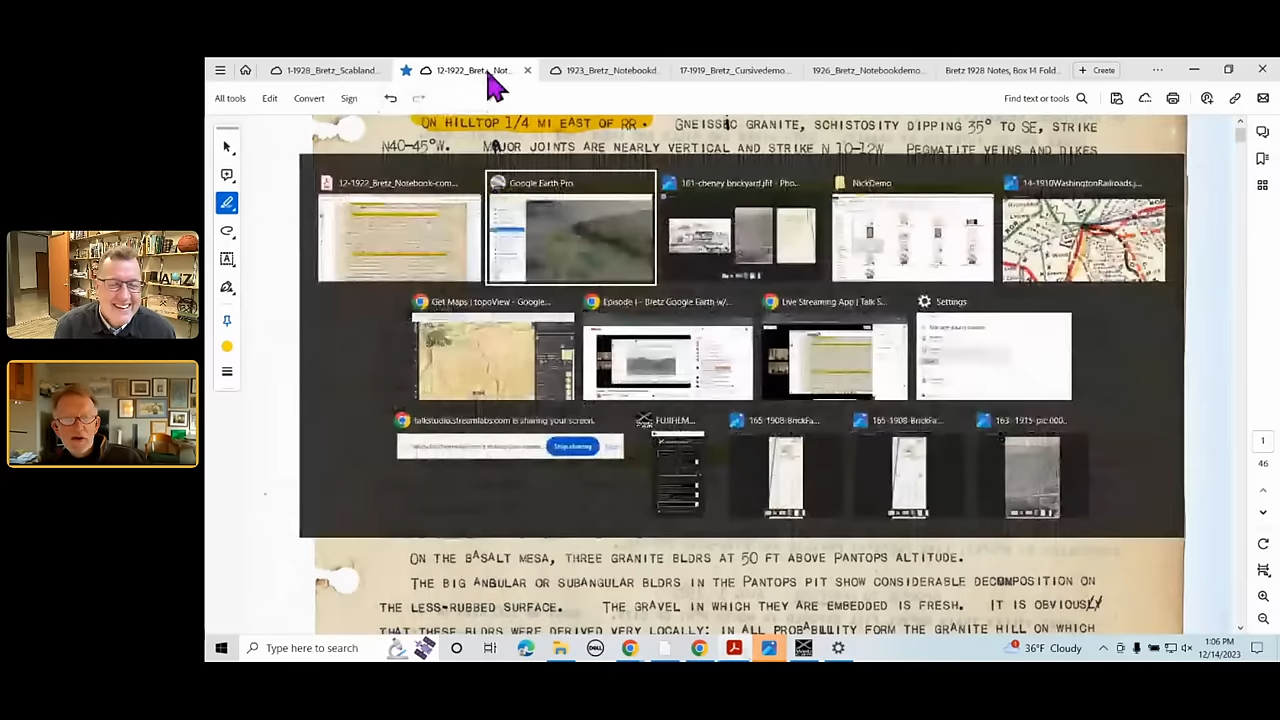 1-1928_Bretz_Scabland...
12-1922_Bretz_Not...
1923_Bretz_Notebookd...
17-1919_Bretz_Cursivedemo...
1926_Bretz_Notebookdemo...
Bretz 1928 Notes, Box 14 Fold...
+ Create
All tools Edit Convert Sign
Find text or tools
ON HILLTOP 1/4 MI EAST OF RR. GNEISSIC GRANITE, SCHISTOSITY DIPPING 35° TO SE, STRIKE
N40-45°W. MAJOR JOINTS ARE NEARLY VERTICAL AND STRIKE N 10-12W PEGMATITE VEINS AND DIKES
12-1922_Bretz_Notebook-com...
Google Earth Pro
161-cheney brickyard.jfif - Pho...
NickDemo
14-1910WashingtonRailroads.j...
Get Maps | topoView - Google...
Episode I - Bretz Google Earth w/...
Live Streaming App | Talk S...
Settings
talkstudio.streamlabs.com is sharing your screen.
Stop sharing
FUJIFILM...
165-1908-BrickFa...
165-1908-BrickFa...
163-1915-pic 000...
1
46
ON THE BASALT MESA, THREE GRANITE BLDRS AT 50 FT ABOVE PANTOPS ALTITUDE.
THE BIG ANGULAR OR SUBANGULAR BLDRS IN THE PANTOPS PIT SHOW CONSIDERABLE DECOMPOSITION ON
THE LESS-RUBBED SURFACE. THE GRAVEL IN WHICH THEY ARE EMBEDDED IS FRESH. IT IS OBVIOUSLY
THAT THESE BLDRS WERE DERIVED VERY LOCALLY; IN ALL PROBABLILITY FORM THE GRANITE HILL ON WHICH
Type here to search
DELL
36°F Cloudy
1:06 PM
12/14/2023